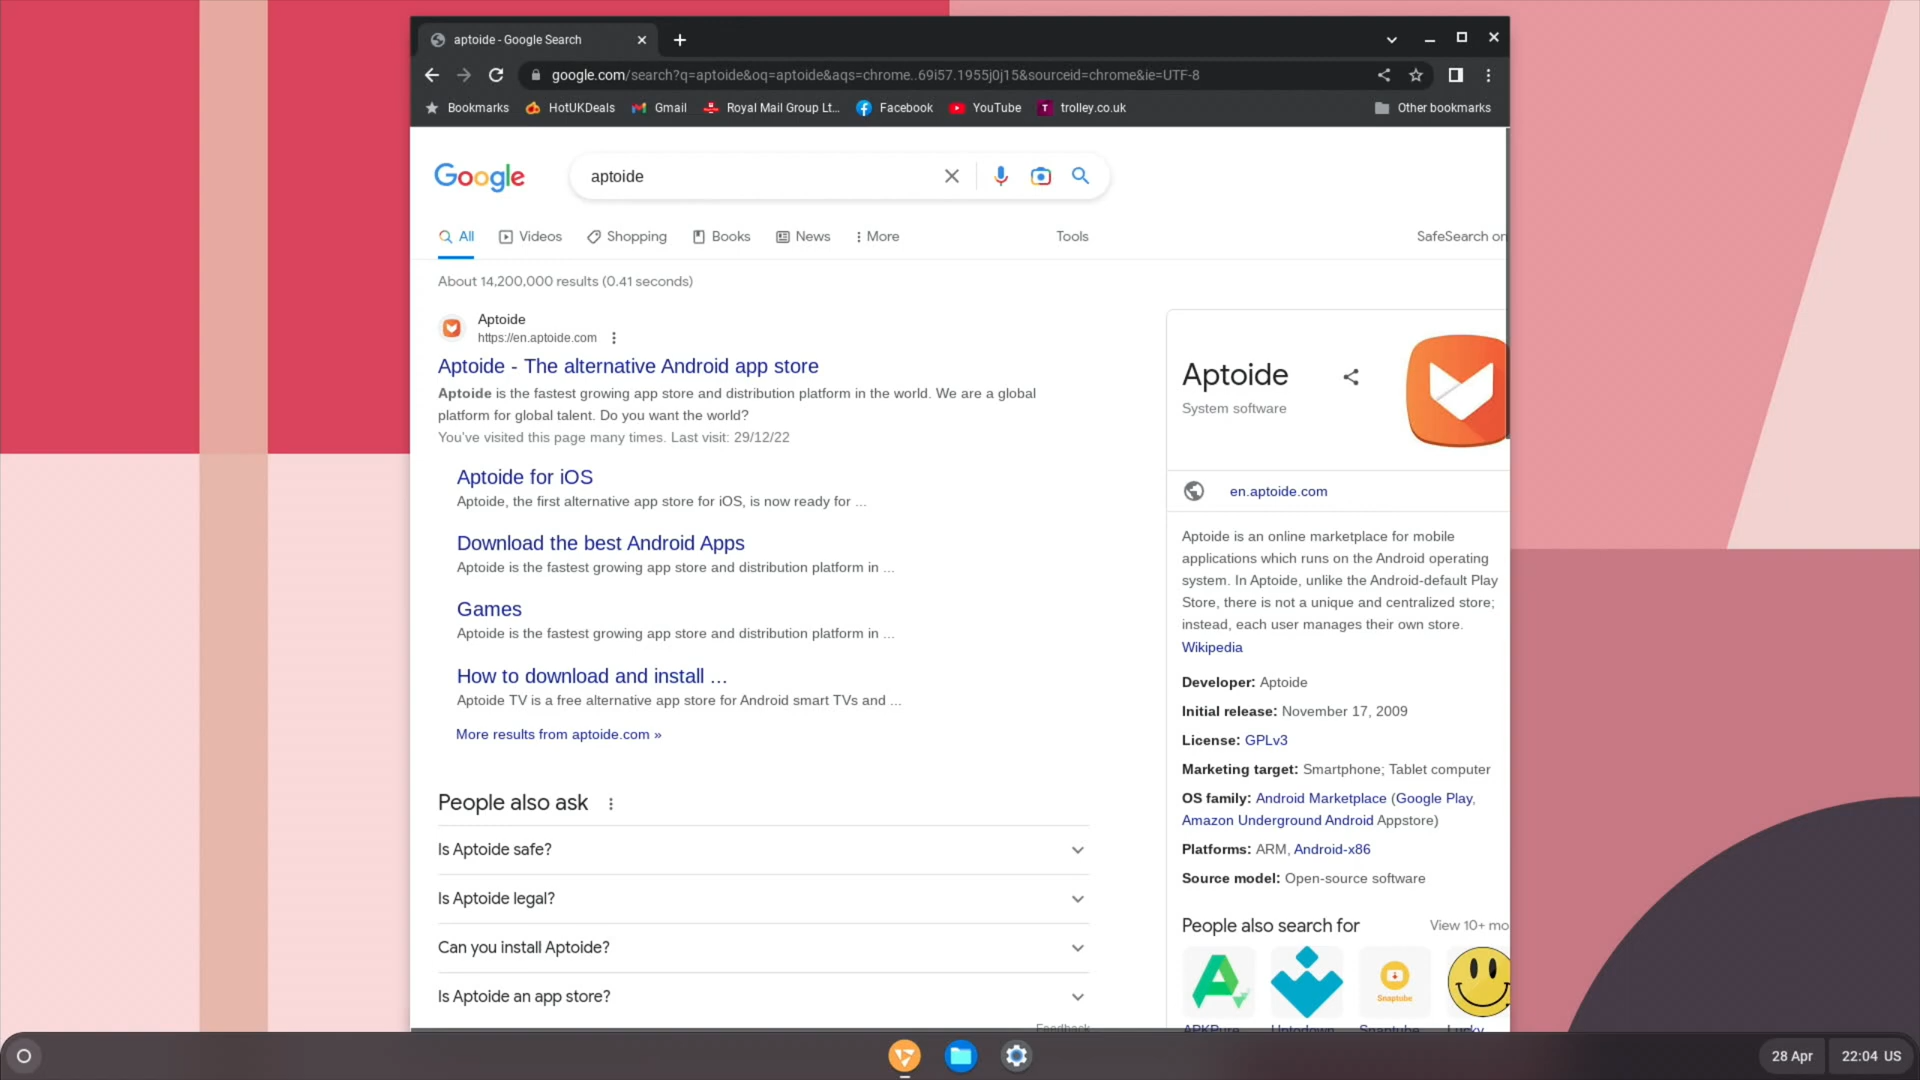 aptoide - Google Search
google.com/search?q=aptoide&oq=aptoide&aqs=chrome..69i57.1955j0j15&sourceid=chrome&ie=UTF-8
Bookmarks HotUKDeals Gmail Royal Mail Group Lt... Facebook YouTube T trolley.co.uk Other bookmarks
Google aptoide
All Videos Shopping Books News More Tools SafeSearch on
About 14,200,000 results (0.41 seconds)
Aptoide
https://en.aptoide.com
Aptoide - The alternative Android app store
Aptoide is the fastest growing app store and distribution platform in the world. We are a global
platform for global talent. Do you want the world?
You've visited this page many times. Last visit: 29/12/22
Aptoide for iOS
Aptoide, the first alternative app store for iOS, is now ready for ...
Download the best Android Apps
Aptoide is the fastest growing app store and distribution platform in ...
Games
Aptoide is the fastest growing app store and distribution platform in ...
How to download and install ...
Aptoide TV is a free alternative app store for Android smart TVs and ...
More results from aptoide.com »
People also ask
Is Aptoide safe?
Is Aptoide legal?
Can you install Aptoide?
Is Aptoide an app store?
Feedback
Aptoide
System software
en.aptoide.com
Aptoide is an online marketplace for mobile
applications which runs on the Android operating
system. In Aptoide, unlike the Android-default Play
Store, there is not a unique and centralized store;
instead, each user manages their own store.
Wikipedia
Developer: Aptoide
Initial release: November 17, 2009
License: GPLv3
Marketing target: Smartphone; Tablet computer
OS family: Android Marketplace (Google Play,
Amazon Underground Android Appstore)
Platforms: ARM, Android-x86
Source model: Open-source software
People also search for View 10+ mo
Snaptube
APKPure Uptodown Snaptube Lucky
28 Apr 22:04 US